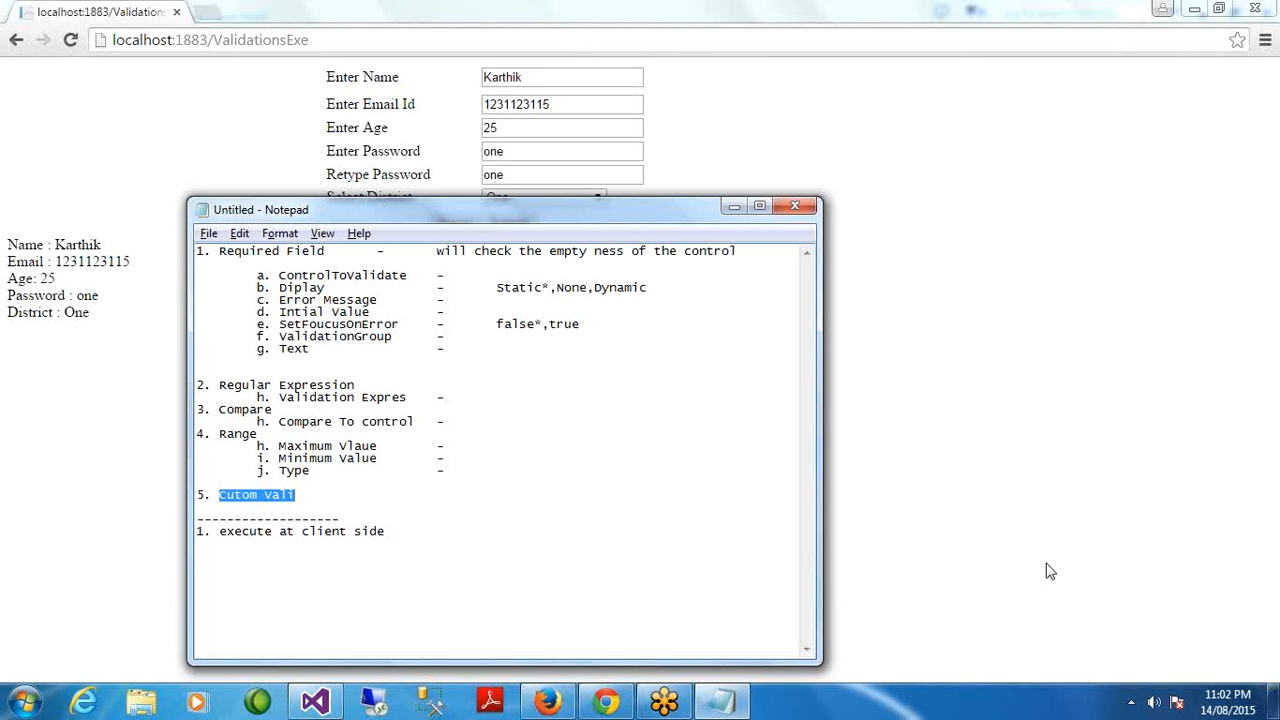 localhost:1883/Validations
localhost:1883/ValidationsExe
Enter Name Karthik
Enter Email Id 1231123115
Enter Age 25
Enter Password one
Retype Password one
Name : Karthik
Email : 1231123115
Age: 25
Password : one
District : One
Untitled - Notepad
File Edit Format View Help
1. Required Field - will check the empty ness of the control
a. ControlToValidate -
b. Diplay - Static*,None,Dynamic
c. Error Message -
d. Intial Value -
e. SetFoucusOnError - false*,true
f. ValidationGroup -
g. Text -
2. Regular Expression
h. Validation Expres -
3. Compare
h. Compare To control -
4. Range
h. Maximum Vlaue -
i. Minimum Value -
j. Type -
5. Cutom Vali
-------------------
1. execute at client side
11:02 PM
14/08/2015